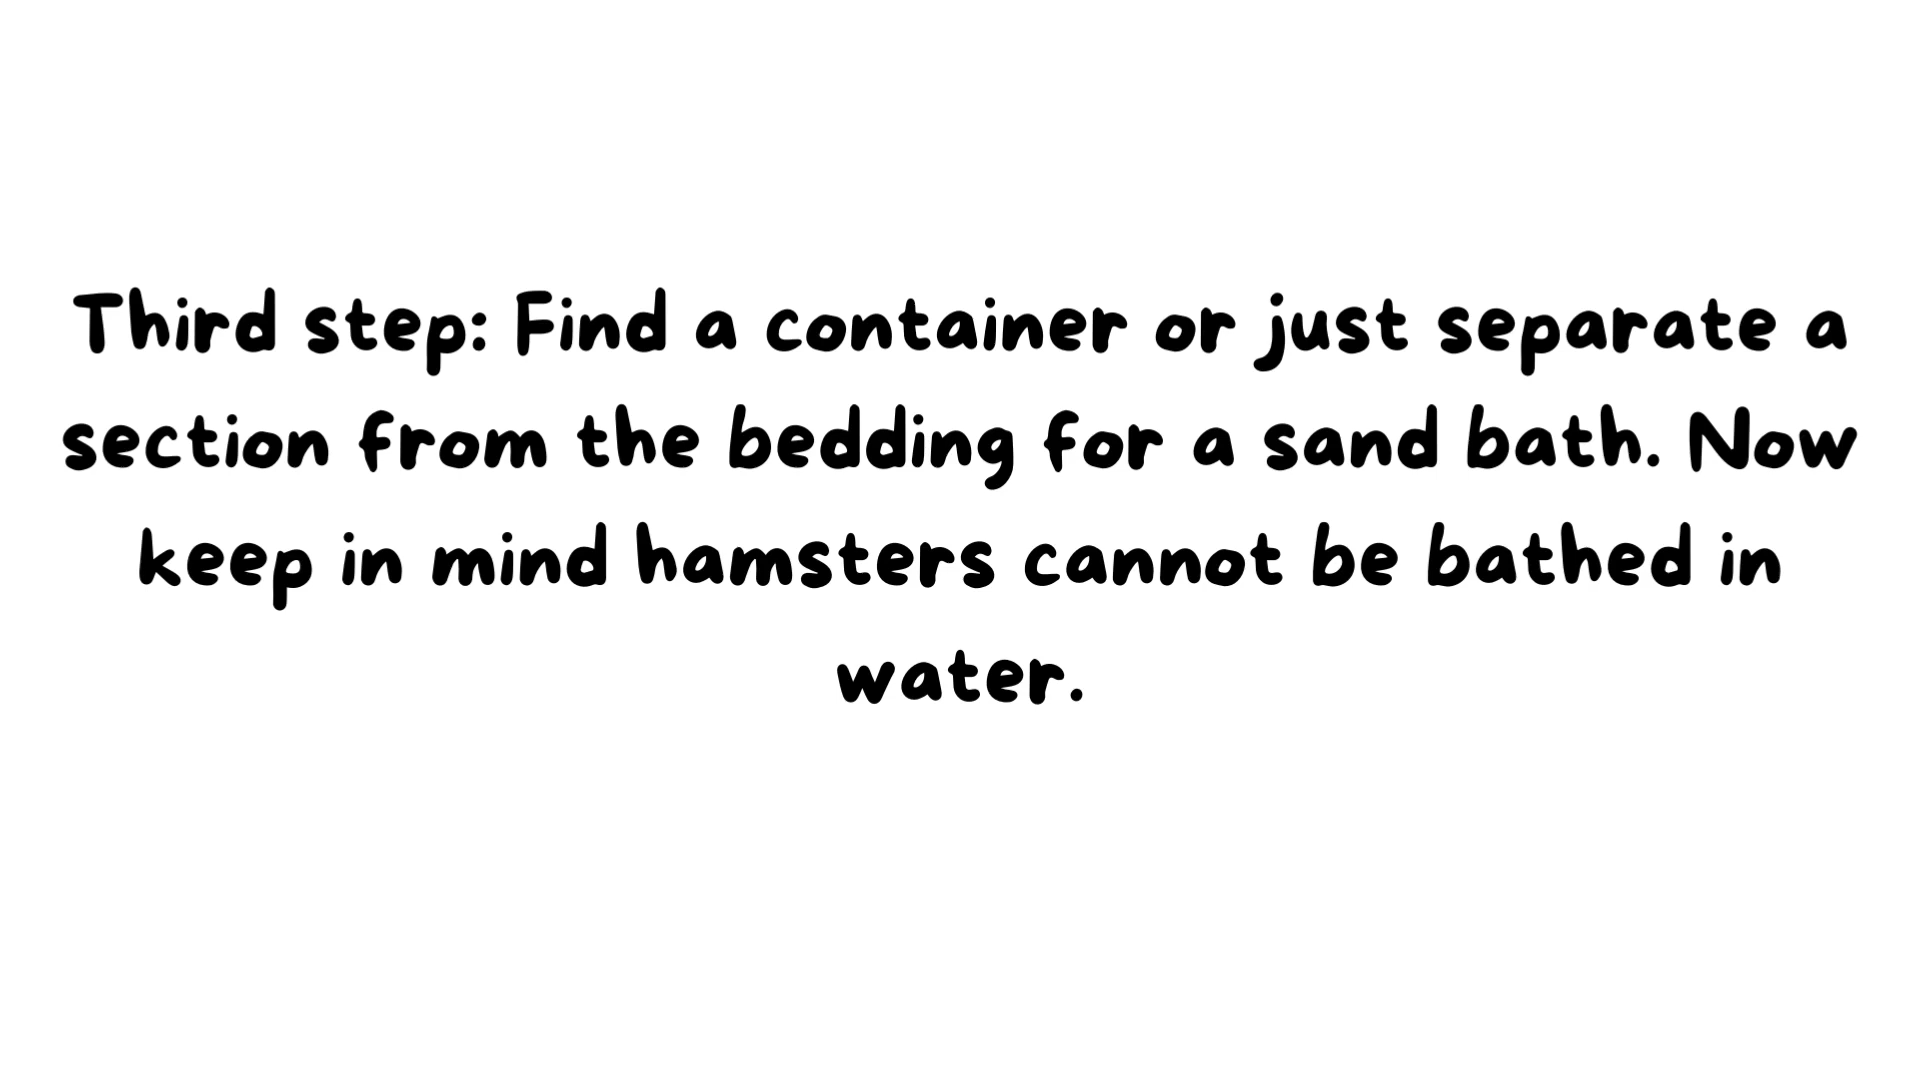 Third step: Find a container or just separate a
section from the bedding for a sand bath. Now
keep in mind hamsters cannot be bathed in
water.